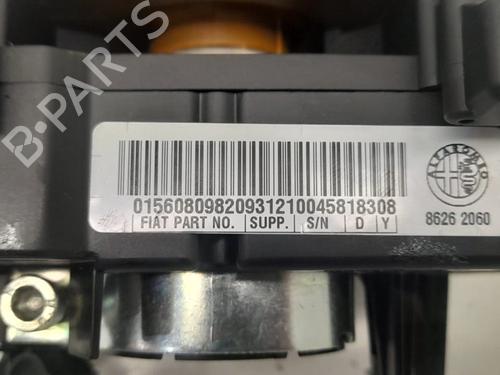 B-PARTS
015608098209312100458183​08
FIAT PART NO. SUPP. S/N D Y
ALFA ROMEO
8626 2060